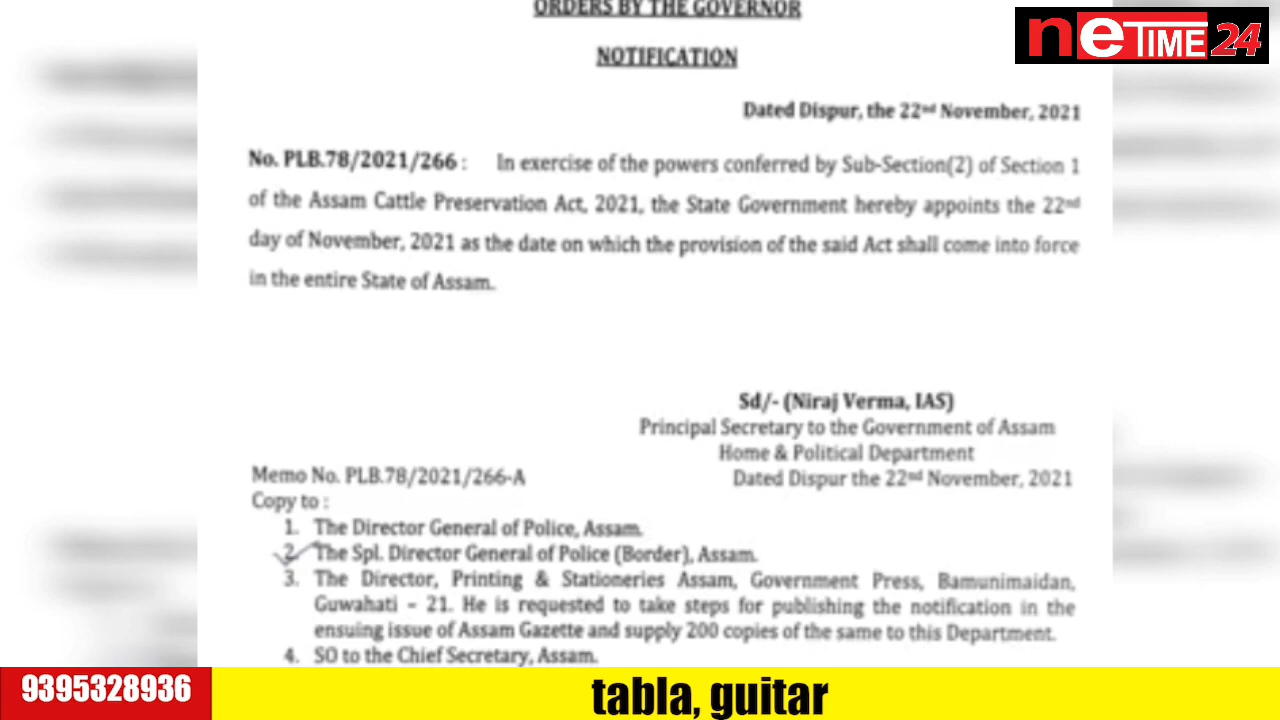 ORDERS BY THE GOVERNOR
NOTIFICATION
Dated Dispur, the 22nd November, 2021
No. PLB.78/2021/266 : In exercise of the powers conferred by Sub-Section(2) of Section 1
of the Assam Cattle Preservation Act, 2021, the State Government hereby appoints the 22nd
day of November, 2021 as the date on which the provision of the said Act shall come into force
in the entire State of Assam.
Sd/- (Niraj Verma, IAS)
Principal Secretary to the Government of Assam
Home & Political Department
Memo No. PLB.78/2021/266-A Dated Dispur the 22nd November, 2021
Copy to :
1. The Director General of Police, Assam.
2. The Spl. Director General of Police (Border), Assam.
3. The Director, Printing & Stationeries Assam, Government Press, Bamunimaidan,
Guwahati – 21. He is requested to take steps for publishing the notification in the
ensuing issue of Assam Gazette and supply 200 copies of the same to this Department.
4. SO to the Chief Secretary, Assam.
ne TIME 24
9395328936
tabla, guitar